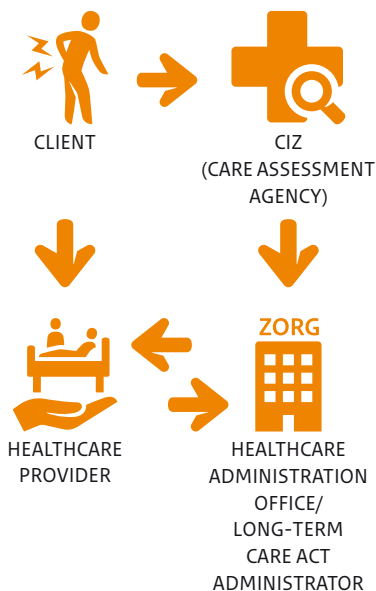 CLIENT
CIZ
(CARE ASSESSMENT
AGENCY)
ZORG
HEALTHCARE
PROVIDER
HEALTHCARE
ADMINISTRATION
OFFICE/
LONG-TERM
CARE ACT
ADMINISTRATOR